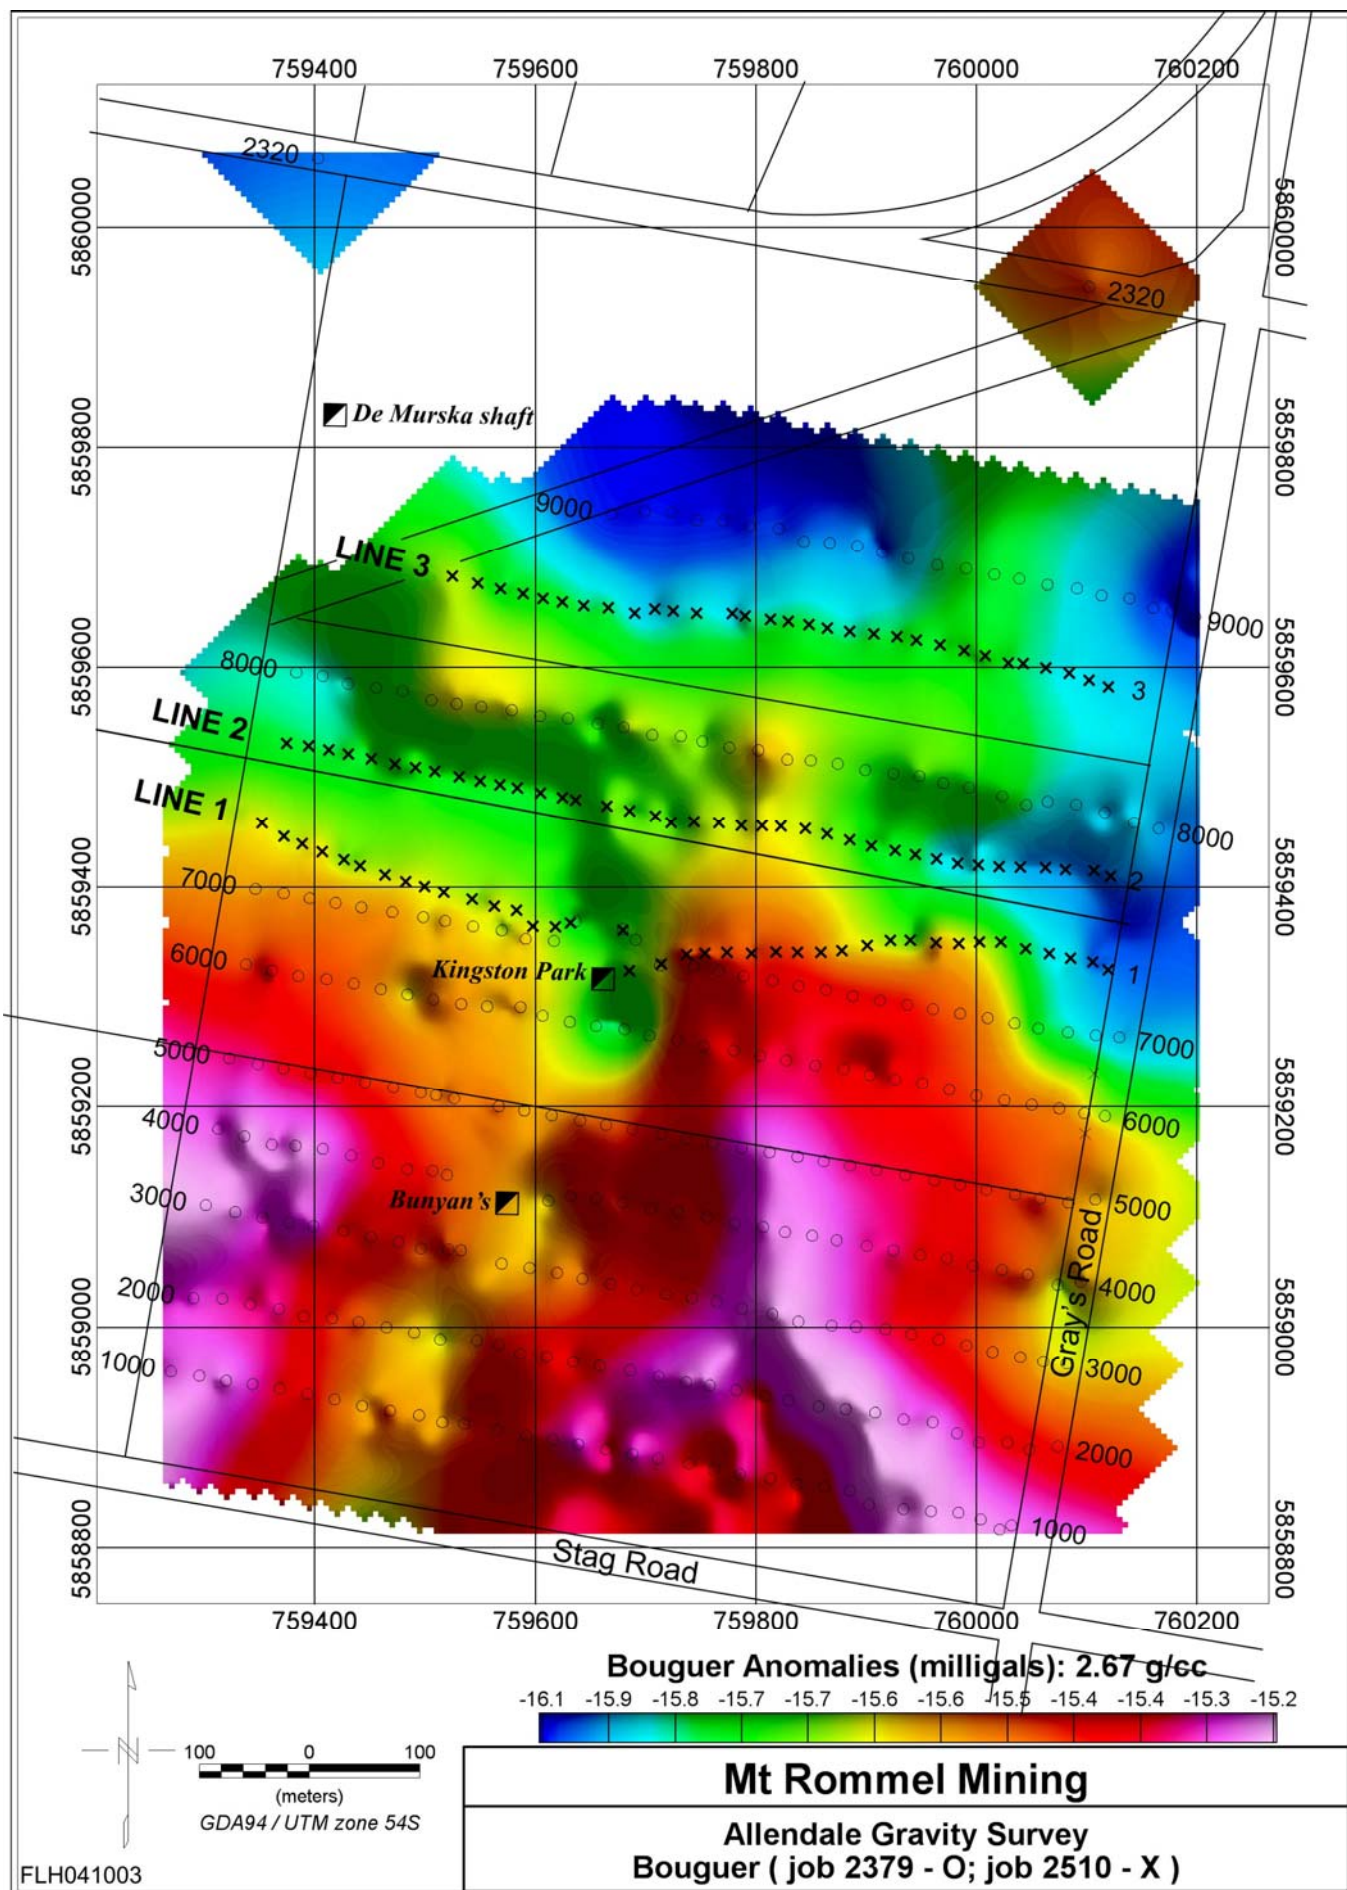 759400 759600 759800 760000 760200
2320
5860000 5860000
2320
De Murska shaft
5859800 5859800
9000
LINE 3
9000
5859600 5859600
8000
3
LINE 2
LINE 1
8000
5859400 5859400
7000
2
6000
Kingston Park
1
5000
7000
5859200 5859200
4000
6000
3000
Bunyan's
5000
Gray's Road
2000
4000
5859000 5859000
1000
3000
2000
1000
5858800 5858800
Stag Road
759400 759600 759800 760000 760200
Bouguer Anomalies (milligals): 2.67 g/cc
-16.1 -15.9 -15.8 -15.7 -15.7 -15.6 -15.6 -15.5 -15.4 -15.4 -15.3 -15.2
N
100 0 100
(meters)
GDA94 / UTM zone 54S
Mt Rommel Mining
Allendale Gravity Survey
Bouguer ( job 2379 - O; job 2510 - X )
FLH041003